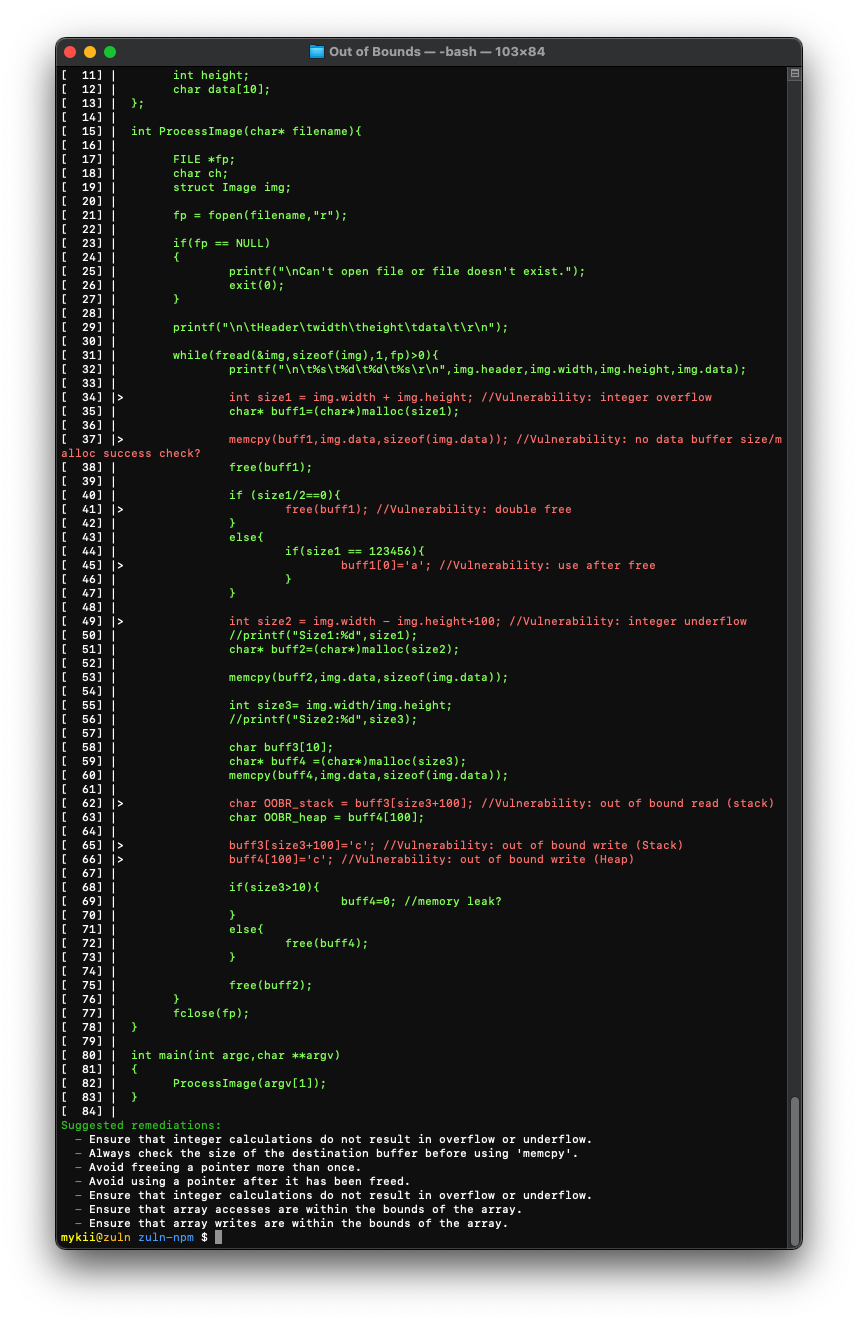 Out of Bounds — -bash — 103×84
[  11] |        int height;
[  12] |        char data[10];
[  13] |  };
[  14] |
[  15] |  int ProcessImage(char* filename){
[  16] |
[  17] |        FILE *fp;
[  18] |        char ch;
[  19] |        struct Image img;
[  20] |
[  21] |        fp = fopen(filename,"r");
[  22] |
[  23] |        if(fp == NULL)
[  24] |        {
[  25] |                printf("\nCan't open file or file doesn't exist.");
[  26] |                exit(0);
[  27] |        }
[  28] |
[  29] |        printf("\n\tHeader\twidth\theight\tdata\t\r\n");
[  30] |
[  31] |        while(fread(&img,sizeof(img),1,fp)>0){
[  32] |                printf("\n\t%s\t%d\t%d\t%s\r\n",img.header,img.width,img.height,img.data);
[  33] |
[  34] |>               int size1 = img.width + img.height; //Vulnerability: integer overflow
[  35] |                char* buff1=(char*)malloc(size1);
[  36] |
[  37] |>               memcpy(buff1,img.data,sizeof(img.data)); //Vulnerability: no data buffer size/m
alloc success check?
[  38] |                free(buff1);
[  39] |
[  40] |                if (size1/2==0){
[  41] |>                       free(buff1); //Vulnerability: double free
[  42] |                }
[  43] |                else{
[  44] |                        if(size1 == 123456){
[  45] |>                               buff1[0]='a'; //Vulnerability: use after free
[  46] |                        }
[  47] |                }
[  48] |
[  49] |>               int size2 = img.width - img.height+100; //Vulnerability: integer underflow
[  50] |                //printf("Size1:%d",size1);
[  51] |                char* buff2=(char*)malloc(size2);
[  52] |
[  53] |                memcpy(buff2,img.data,sizeof(img.data));
[  54] |
[  55] |                int size3= img.width/img.height;
[  56] |                //printf("Size2:%d",size3);
[  57] |
[  58] |                char buff3[10];
[  59] |                char* buff4 =(char*)malloc(size3);
[  60] |                memcpy(buff4,img.data,sizeof(img.data));
[  61] |
[  62] |>               char OOBR_stack = buff3[size3+100]; //Vulnerability: out of bound read (stack)
[  63] |                char OOBR_heap = buff4[100];
[  64] |
[  65] |>               buff3[size3+100]='c'; //Vulnerability: out of bound write (Stack)
[  66] |>               buff4[100]='c'; //Vulnerability: out of bound write (Heap)
[  67] |
[  68] |                if(size3>10){
[  69] |                                buff4=0; //memory leak?
[  70] |                }
[  71] |                else{
[  72] |                        free(buff4);
[  73] |                }
[  74] |
[  75] |                free(buff2);
[  76] |        }
[  77] |        fclose(fp);
[  78] |  }
[  79] |
[  80] |  int main(int argc,char **argv)
[  81] |  {
[  82] |        ProcessImage(argv[1]);
[  83] |  }
[  84] |
Suggested remediations:
  - Ensure that integer calculations do not result in overflow or underflow.
  - Always check the size of the destination buffer before using 'memcpy'.
  - Avoid freeing a pointer more than once.
  - Avoid using a pointer after it has been freed.
  - Ensure that integer calculations do not result in overflow or underflow.
  - Ensure that array accesses are within the bounds of the array.
  - Ensure that array writes are within the bounds of the array.
mykii@zuln zuln-npm $